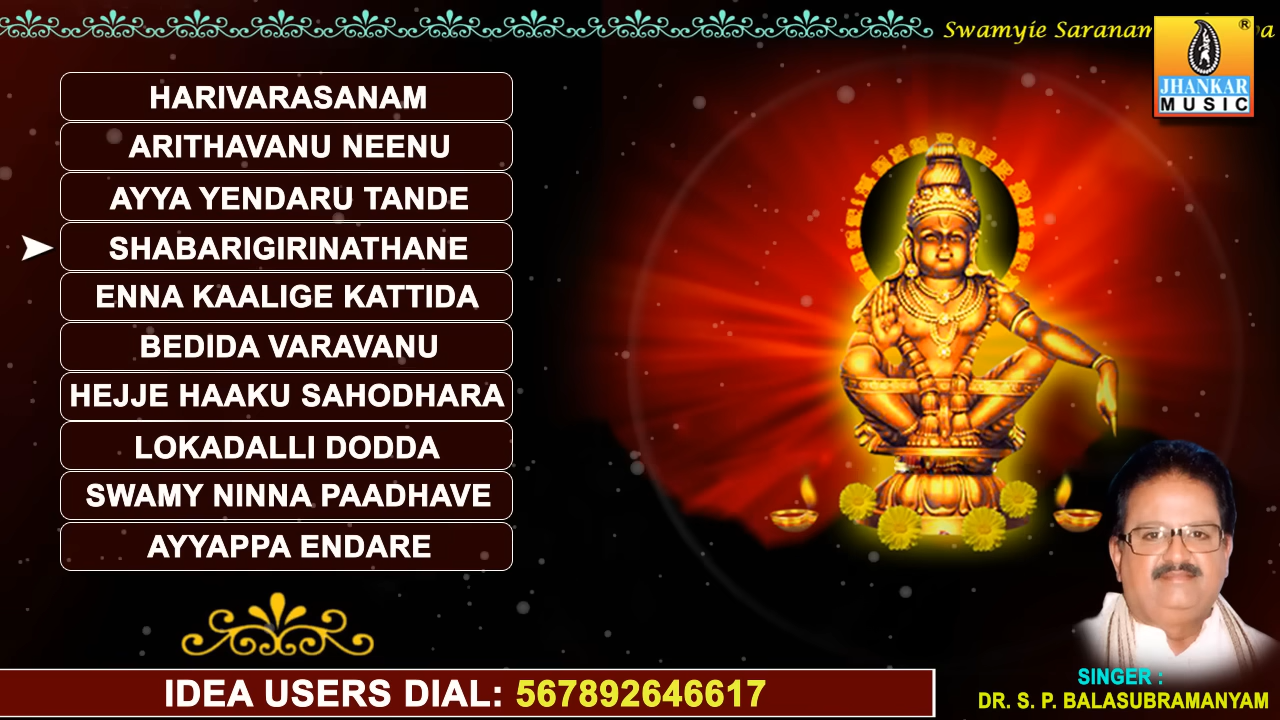 Swamyie Saranam
JHANKAR
MUSIC
®
HARIVARASANAM
ARITHAVANU NEENU
AYYA YENDARU TANDE
SHABARIGIRINATHANE
ENNA KAALIGE KATTIDA
BEDIDA VARAVANU
HEJJE HAAKU SAHODHARA
LOKADALLI DODDA
SWAMY NINNA PAADHAVE
AYYAPPA ENDARE
IDEA USERS DIAL: 567892646617
SINGER :
DR. S. P. BALASUBRAMANYAM